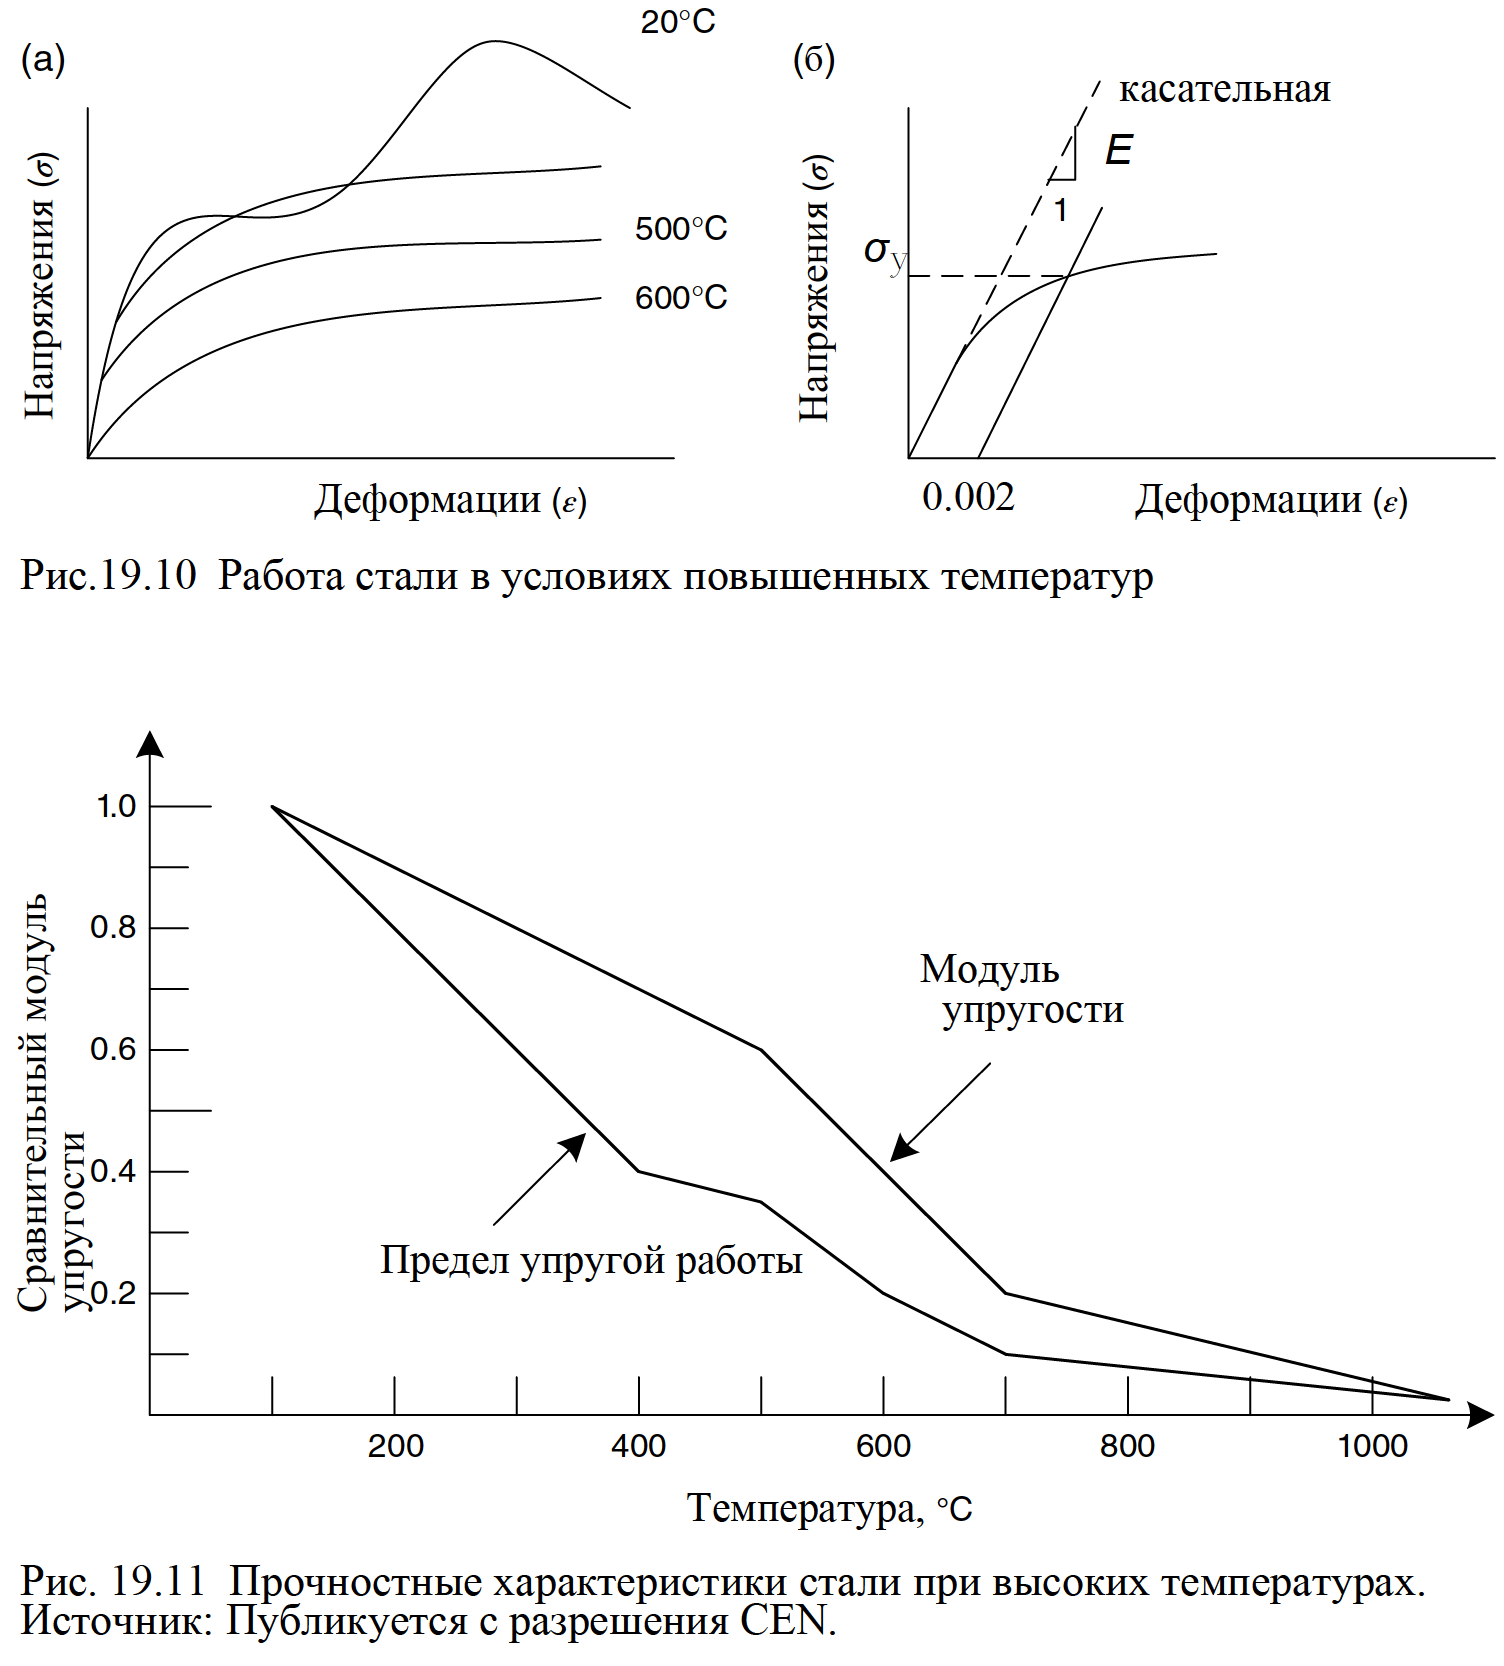 (а)
20°C
Напряжения (σ)
500°C
600°C
Деформации (ε)
(б)
касательная
E
1
σу
Напряжения (σ)
0.002
Деформации (ε)
Рис.19.10 Работа стали в условиях повышенных температур
Сравнительный модуль
упругости
1.0
0.8
0.6
0.4
0.2
Модуль
упругости
Предел упругой работы
200
400
600
800
1000
Температура, °C
Рис. 19.11 Прочностные характеристики стали при высоких температурах.
Источник: Публикуется с разрешения CEN.